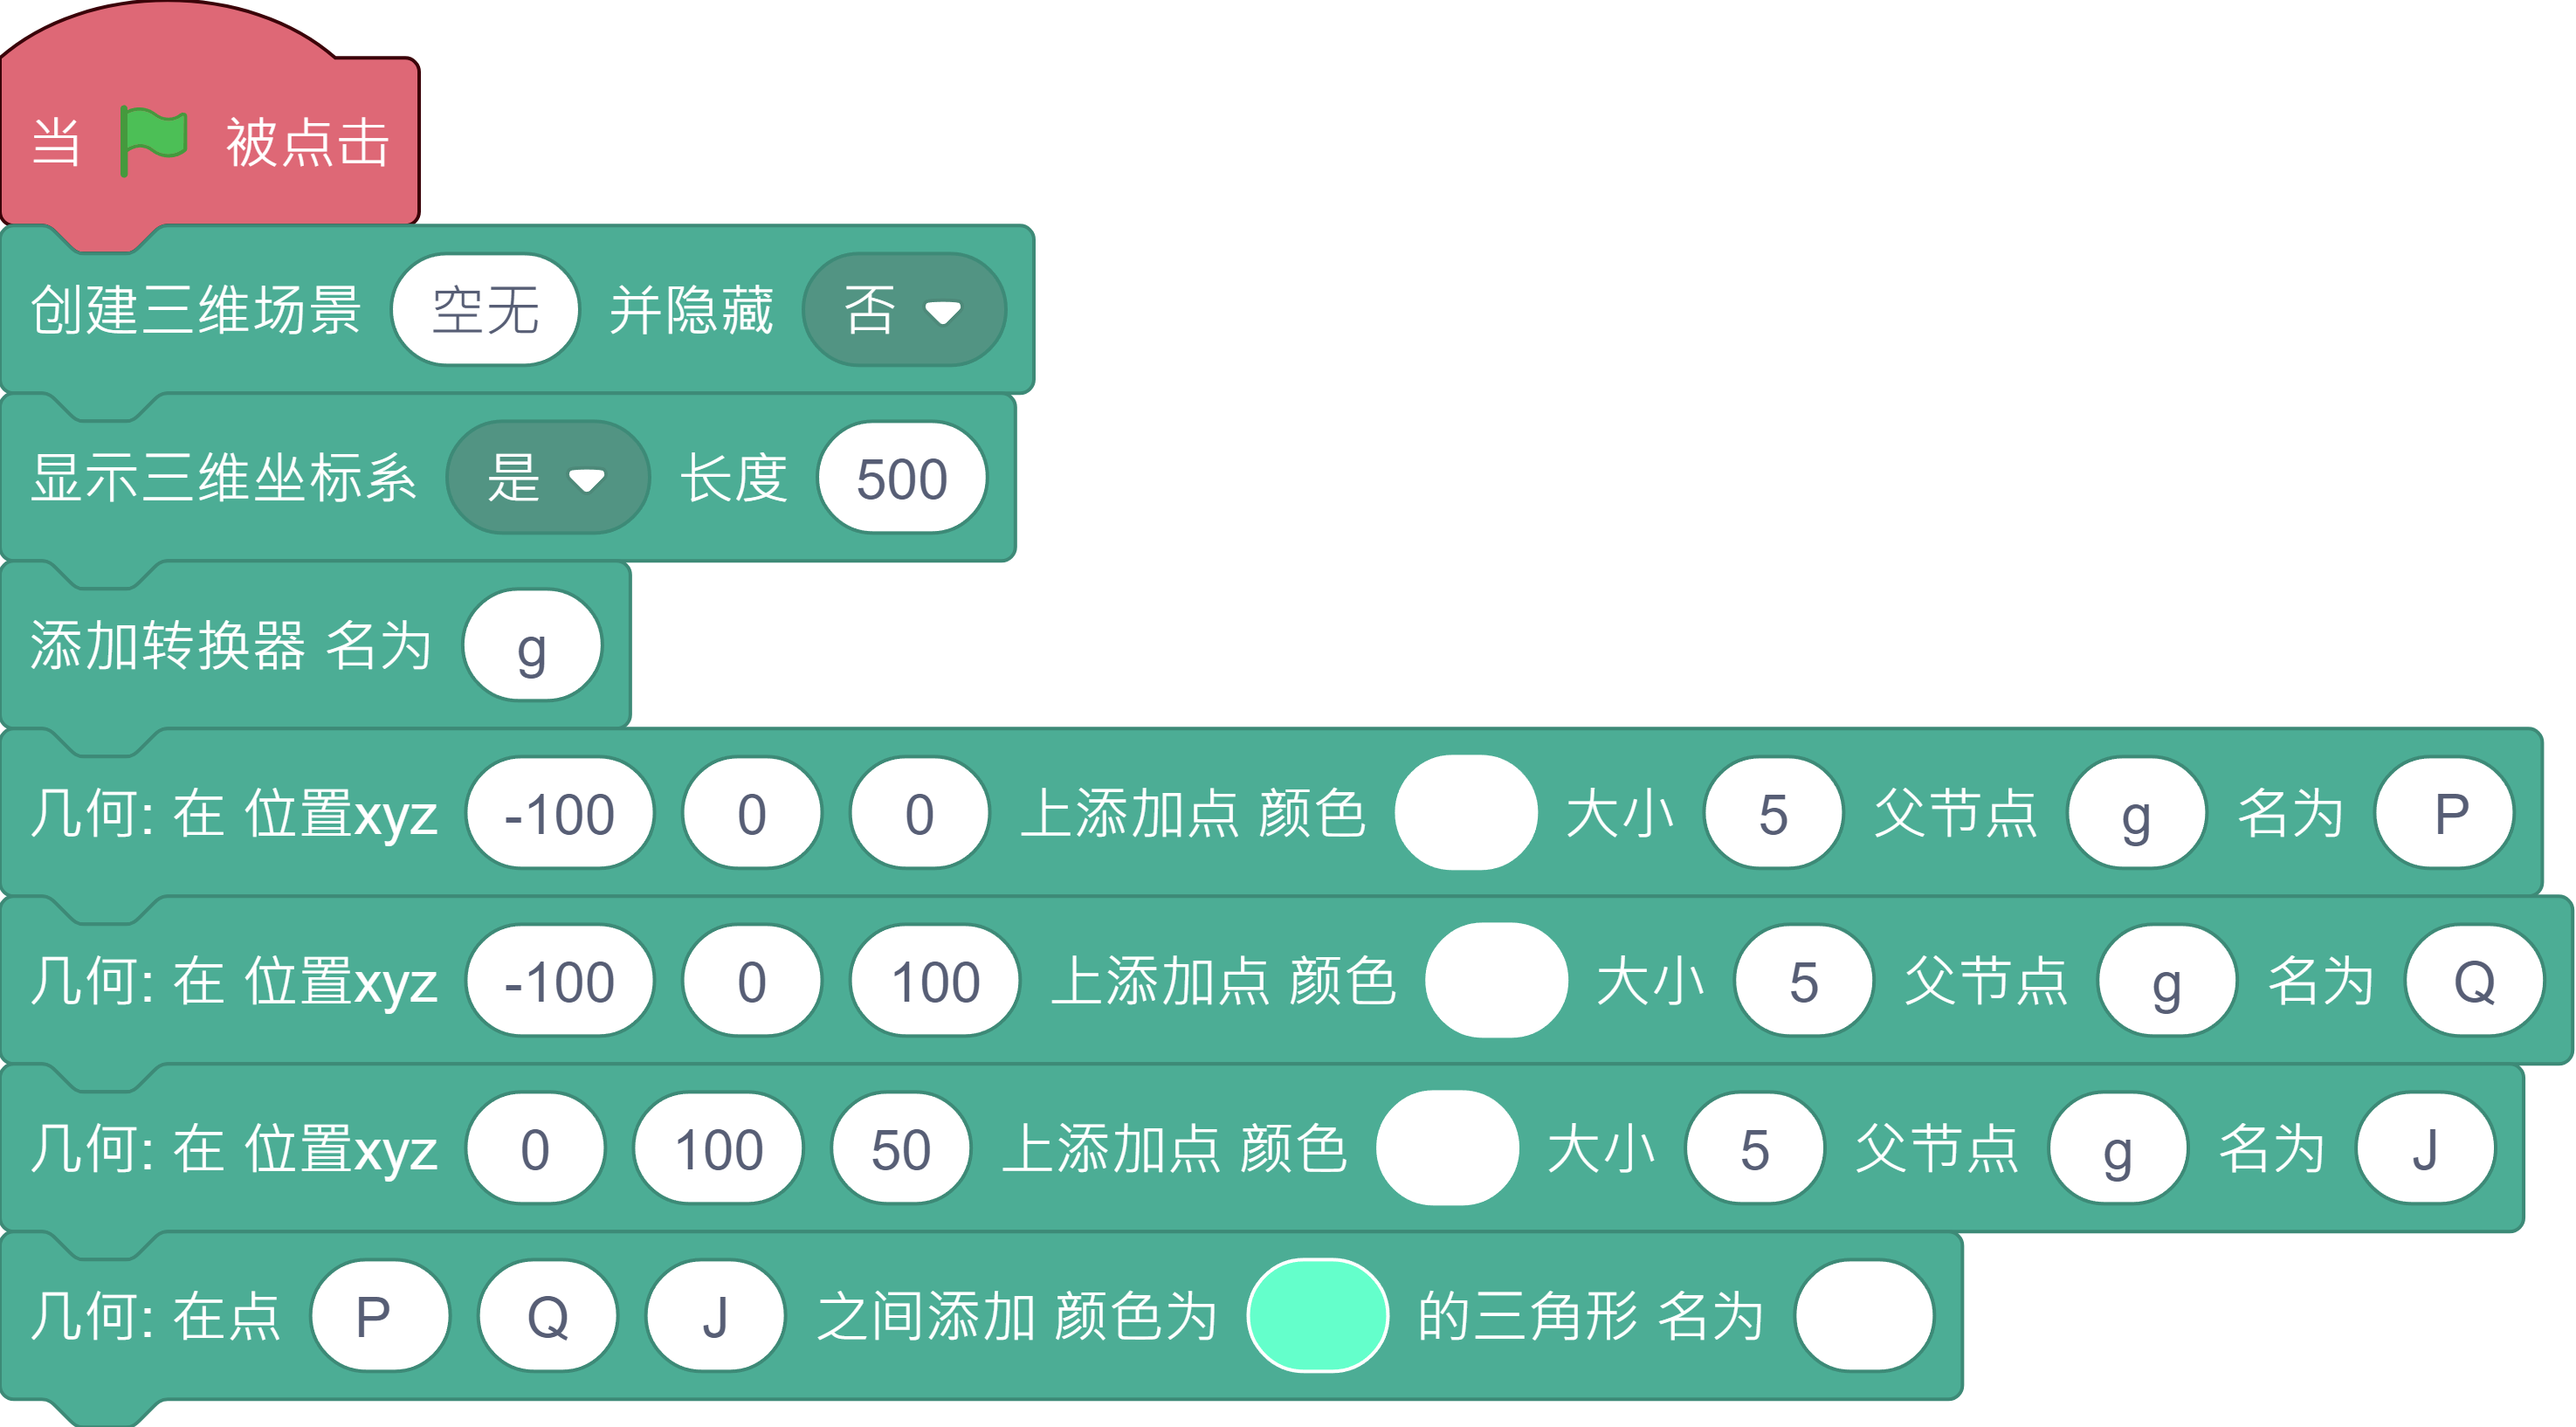 当 被点击
创建三维场景 空无 并隐藏 否
显示三维坐标系 是 长度 500
添加转换器 名为 g
几何: 在 位置xyz -100 0 0 上添加点 颜色 大小 5 父节点 g 名为 P
几何: 在 位置xyz -100 0 100 上添加点 颜色 大小 5 父节点 g 名为 Q
几何: 在 位置xyz 0 100 50 上添加点 颜色 大小 5 父节点 g 名为 J
几何: 在点 P Q J 之间添加 颜色为 的三角形 名为